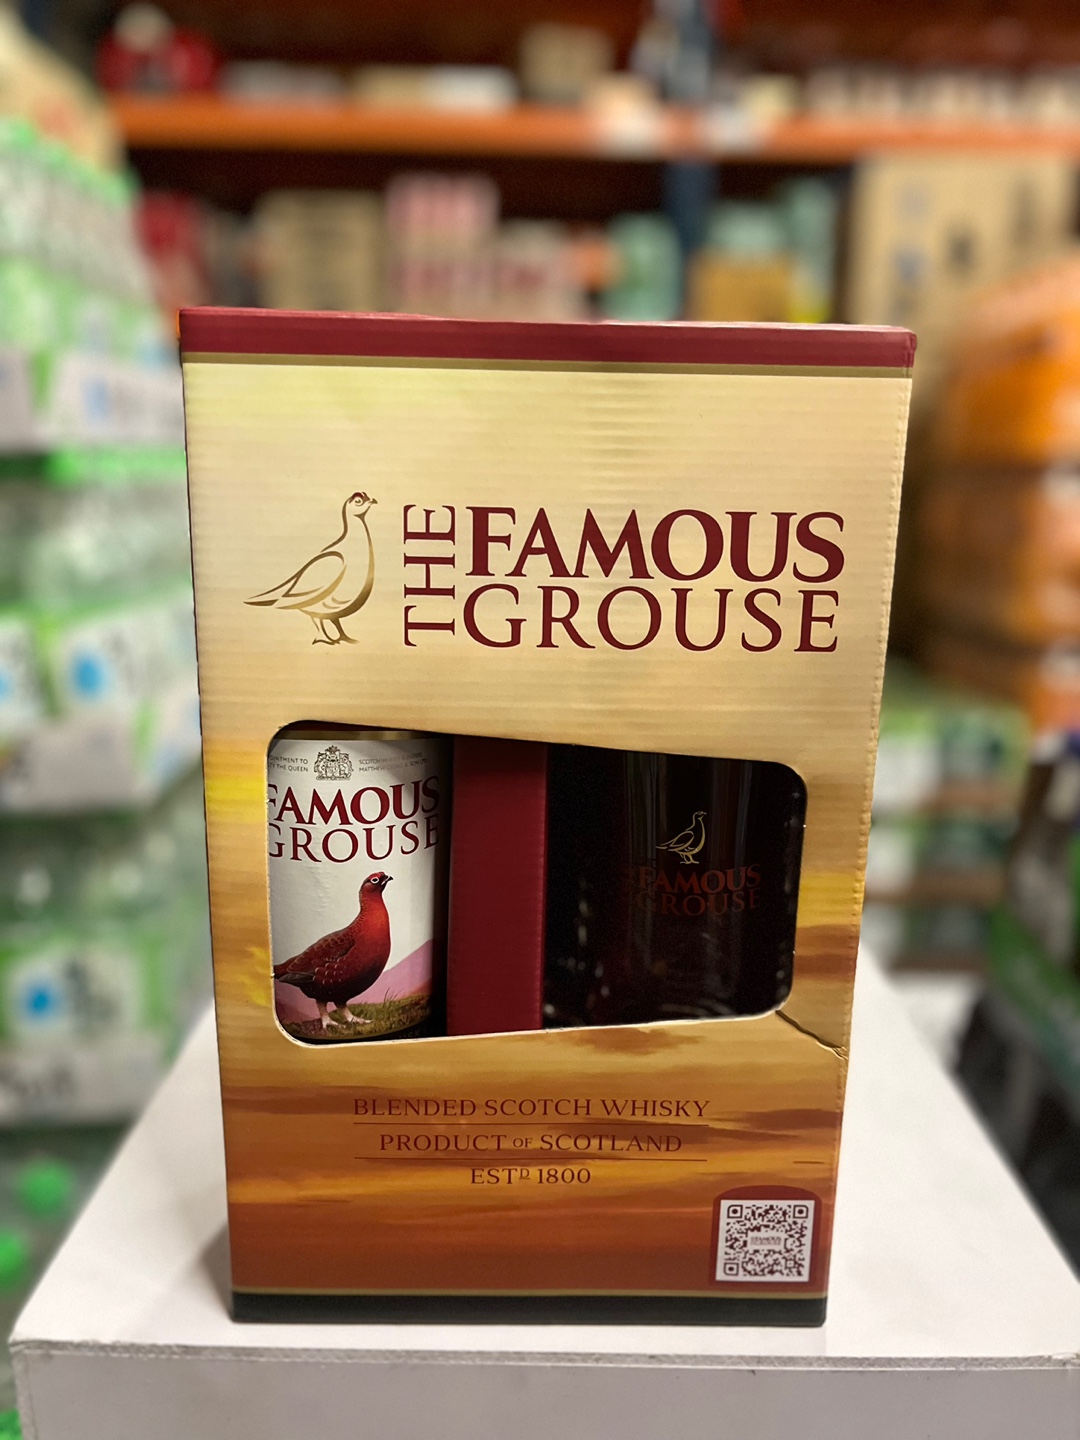 THE FAMOUS
GROUSE
FAMOUS
GROUSE
FAMOUS
GROUSE
BLENDED SCOTCH WHISKY
PRODUCT OF SCOTLAND
ESTD 1800